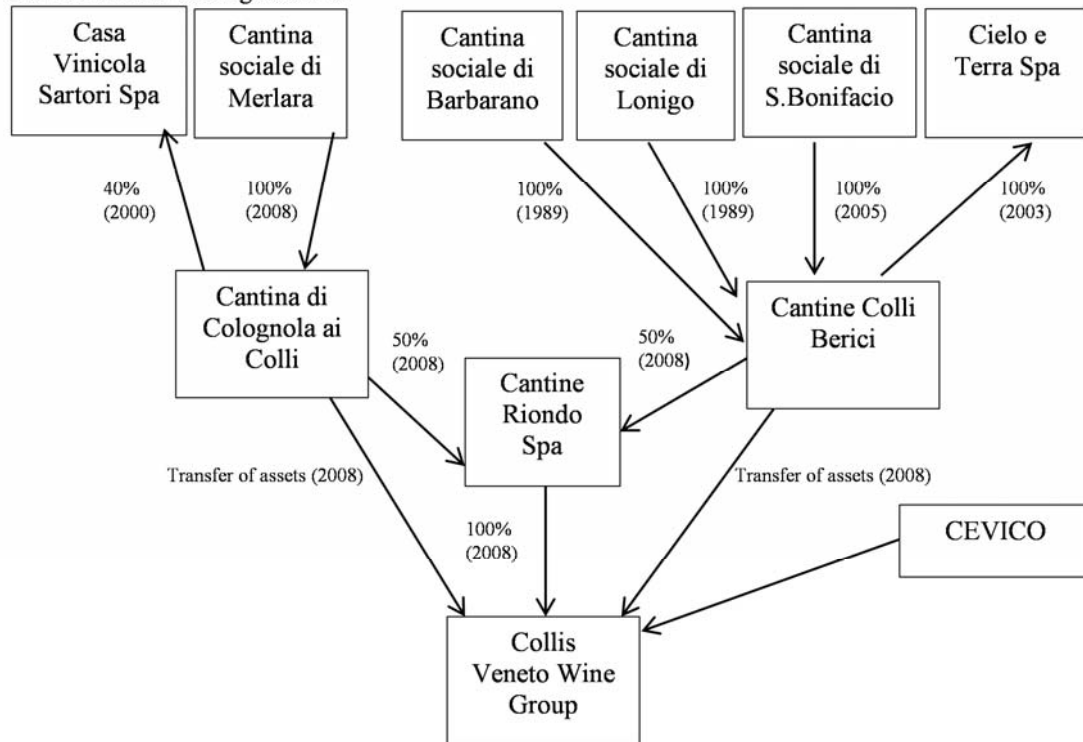 Casa
Vinicola
Sartori Spa
Cantina
sociale di
Merlara
Cantina
sociale di
Barbarano
Cantina
sociale di
Lonigo
Cantina
sociale di
S.Bonifacio
Cielo e
Terra Spa
40%
(2000)
100%
(2008)
100%
(1989)
100%
(1989)
100%
(2005)
100%
(2003)
Cantina di
Colognola ai
Colli
50%
(2008)
Cantine
Riondo
Spa
50%
(2008)
Cantine Colli
Berici
Transfer of assets (2008)
100%
(2008)
Transfer of assets (2008)
CEVICO
Collis
Veneto Wine
Group